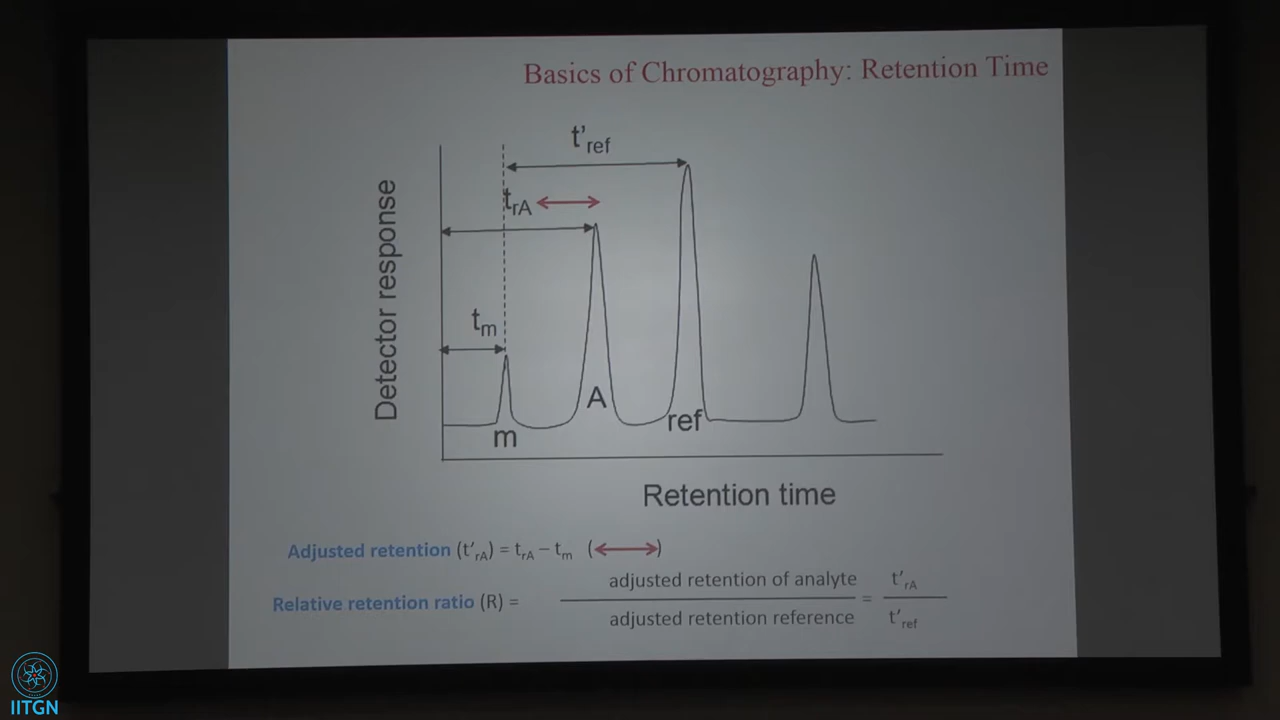 Basics of Chromatography: Retention Time
t’ref
trA
tm
Detector response
A
ref
m
Retention time
Adjusted retention (t’rA) = trA – tm (⟷)
Relative retention ratio (R) = adjusted retention of analyte / adjusted retention reference = t’rA / t’ref
IITGN